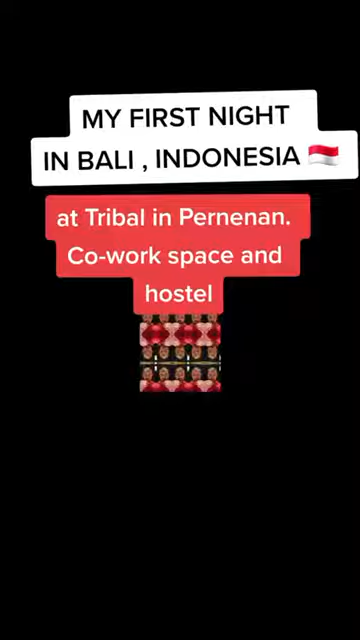 MY FIRST NIGHT
IN BALI , INDONESIA 🇮🇩
at Tribal in Pernenan.
Co-work space and
hostel